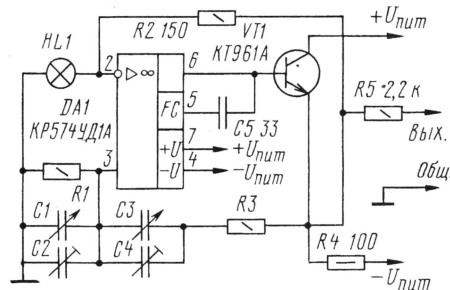 R2 150
VT1
КТ961А
+Uпит
HL1
2
▷ ∞
6
DA1
КР574УД1А
FC
5
C5 33
R5* 2,2 к
Вых.
+U
7
+Uпит
-U
4
-Uпит
3
Общ.
R1
C1
C3
R3
C2
C4
R4 100
-Uпит